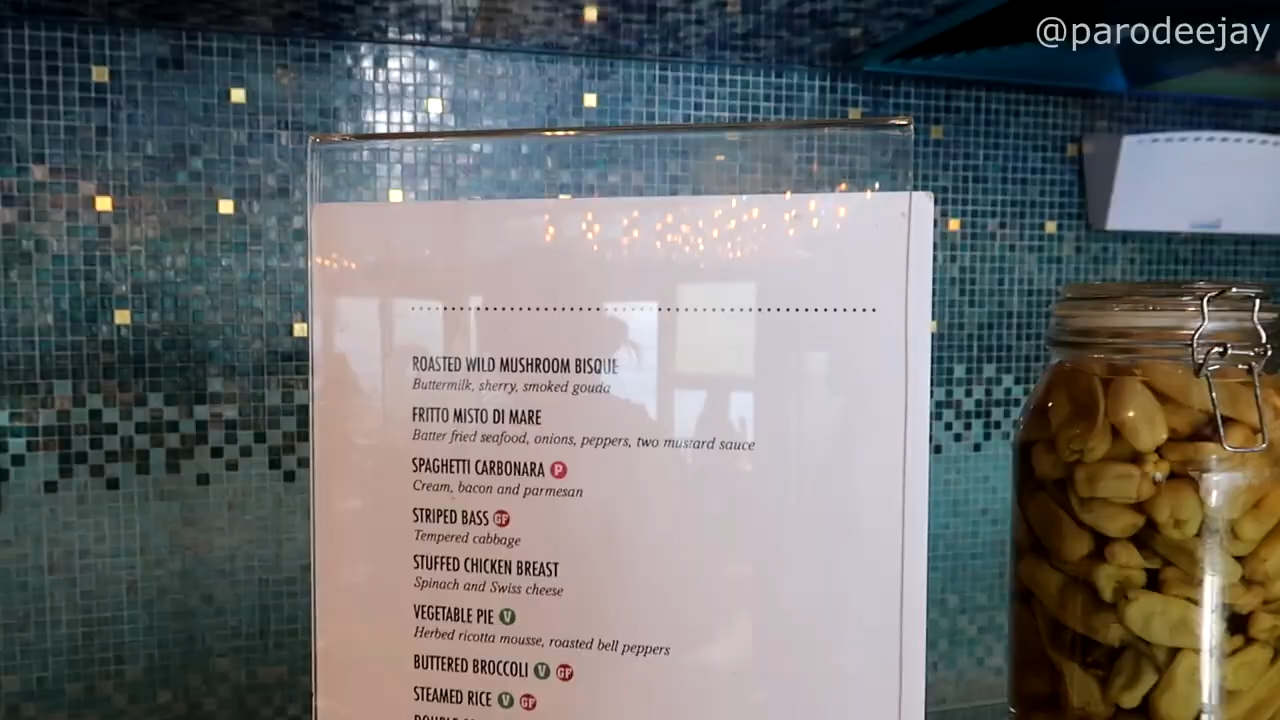 @parodeejay
ROASTED WILD MUSHROOM BISQUE
Buttermilk, sherry, smoked gouda
FRITTO MISTO DI MARE
Batter fried seafood, onions, peppers, two mustard sauce
SPAGHETTI CARBONARA P
Cream, bacon and parmesan
STRIPED BASS GF
Tempered cabbage
STUFFED CHICKEN BREAST
Spinach and Swiss cheese
VEGETABLE PIE V
Herbed ricotta mousse, roasted bell peppers
BUTTERED BROCCOLI V GF
STEAMED RICE V GF